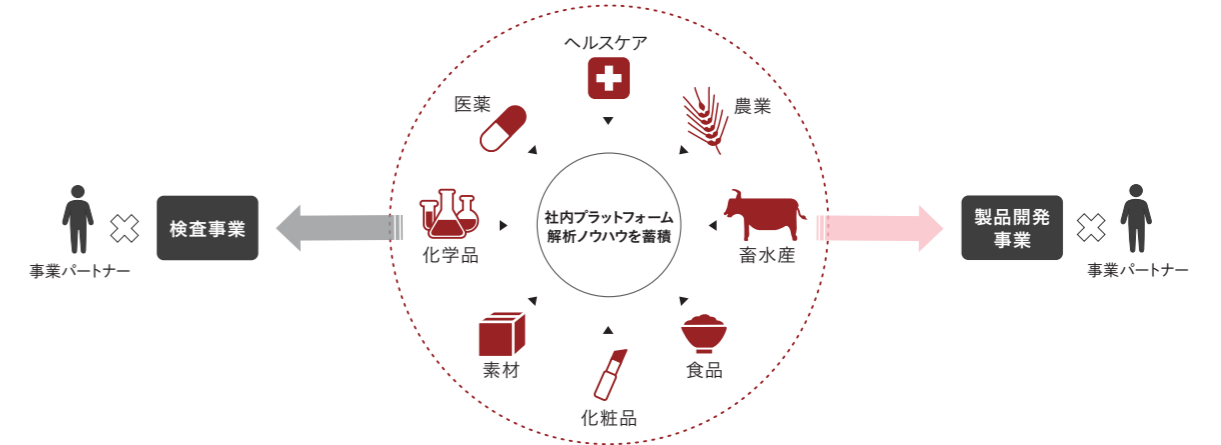 ヘルスケア
医薬
農業
検査事業
事業パートナー
化学品
社内プラットフォーム
解析ノウハウを蓄積
畜水産
製品開発
事業
事業パートナー
素材
食品
化粧品